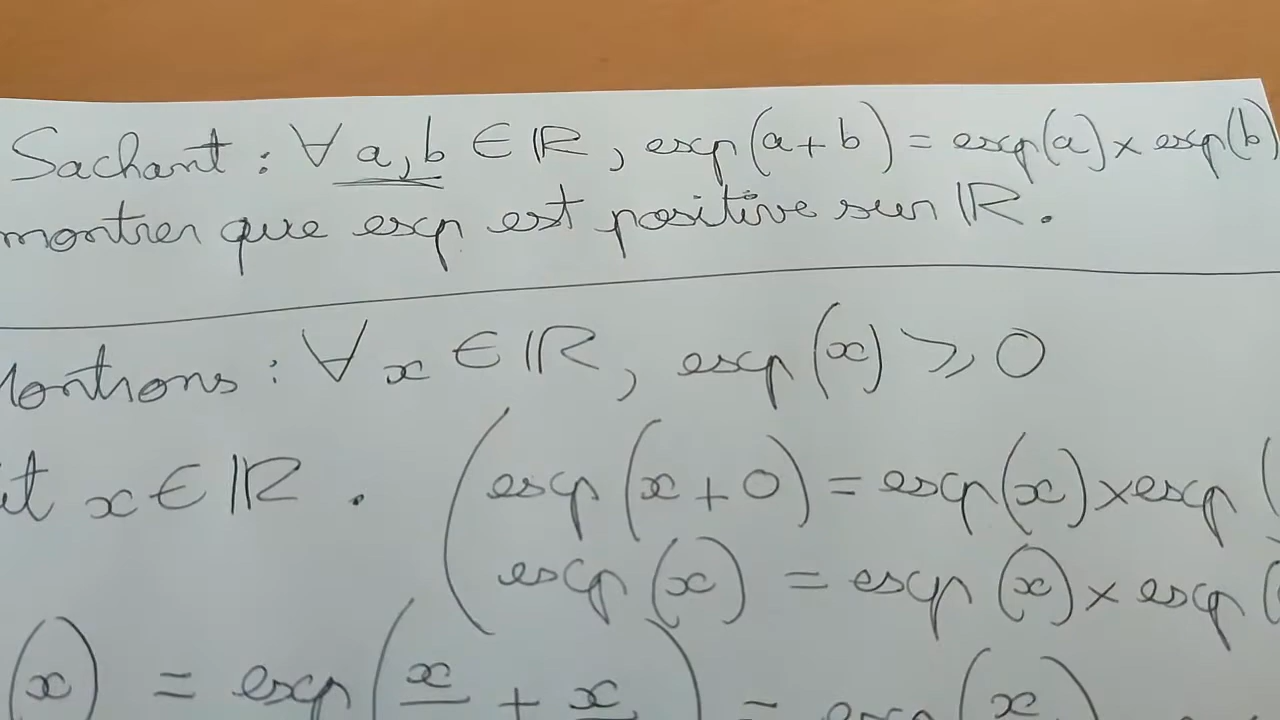 Sachant : ∀ a, b ∈ ℝ, exp(a+b) = exp(a) × exp(b)
montrer que exp est positive sur ℝ.
Montrons : ∀ x ∈ ℝ, exp(x) ⩾ 0
it x ∈ ℝ. (exp(x+0) = exp(x) × exp(
exp(x) = exp(x) × exp(
(x) = exp(x + x) = exp(x)